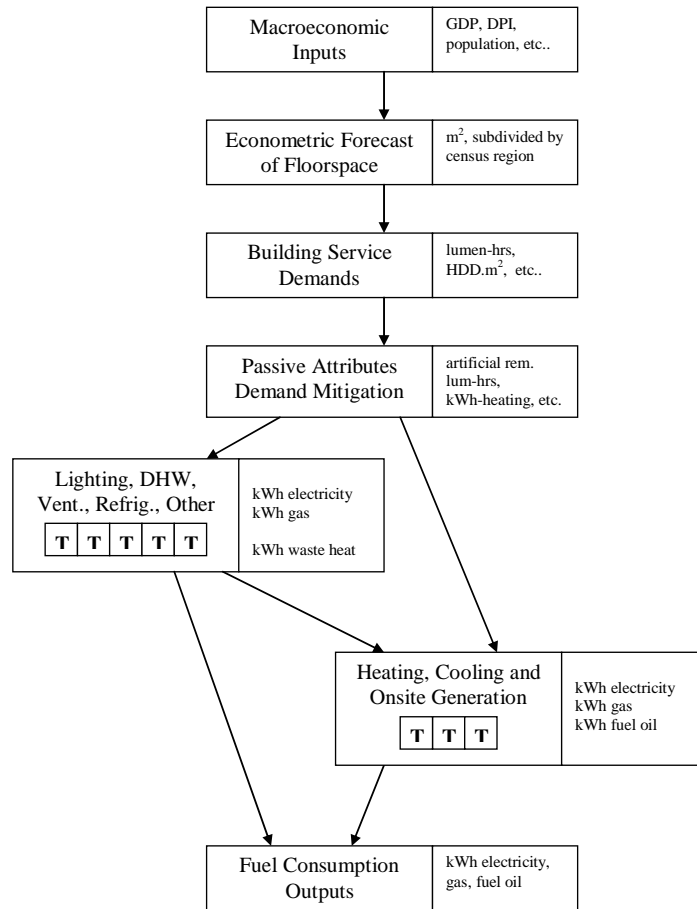 Macroeconomic
Inputs
GDP, DPI,
population, etc..
Econometric Forecast
of Floorspace
m², subdivided by
census region
Building Service
Demands
lumen-hrs,
HDD.m², etc..
Passive Attributes
Demand Mitigation
artificial rem.
lum-hrs,
kWh-heating, etc.
Lighting, DHW,
Vent., Refrig., Other
T T T T T
kWh electricity
kWh gas
kWh waste heat
Heating, Cooling and
Onsite Generation
T T T
kWh electricity
kWh gas
kWh fuel oil
Fuel Consumption
Outputs
kWh electricity,
gas, fuel oil